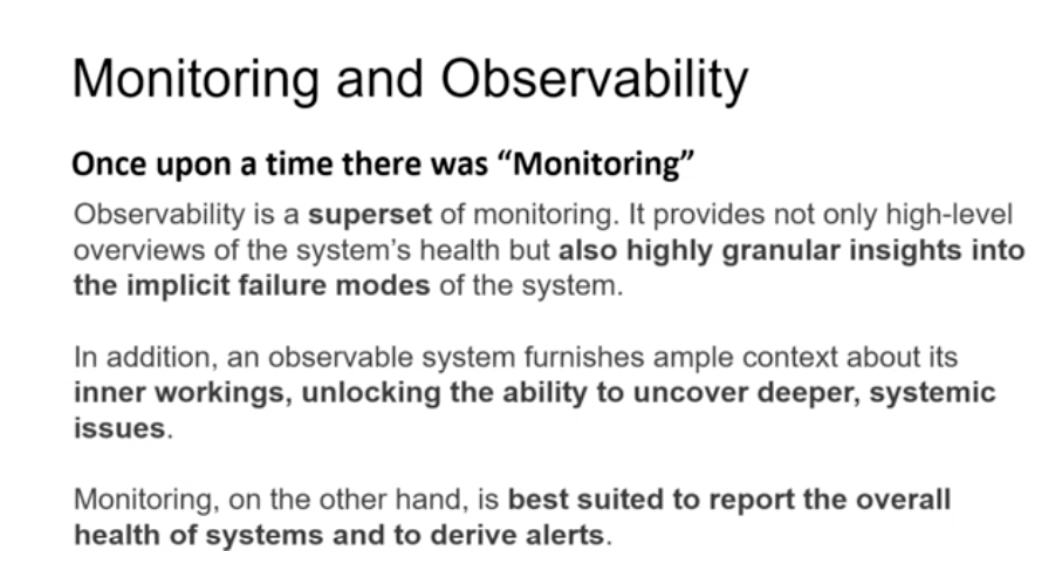 Monitoring and Observability
Once upon a time there was “Monitoring”
Observability is a superset of monitoring. It provides not only high-level
overviews of the system’s health but also highly granular insights into
the implicit failure modes of the system.
In addition, an observable system furnishes ample context about its
inner workings, unlocking the ability to uncover deeper, systemic
issues.
Monitoring, on the other hand, is best suited to report the overall
health of systems and to derive alerts.